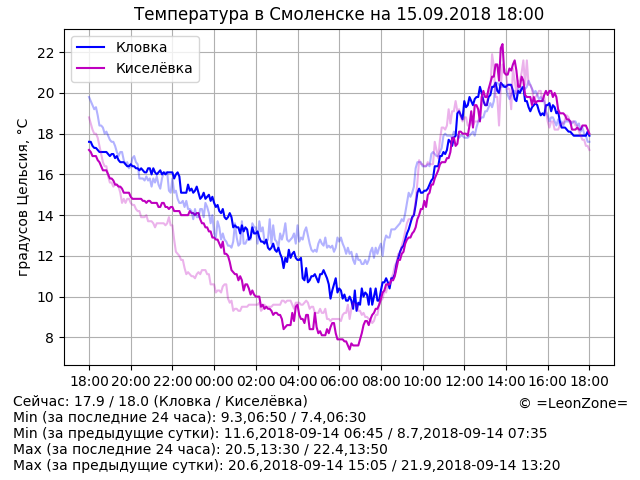 Температура в Смоленске на 15.09.2018 18:00
Кловка
Киселёвка
градусов Цельсия, °C
22
20
18
16
14
12
10
8
18:00 20:00 22:00 00:00 02:00 04:00 06:00 08:00 10:00 12:00 14:00 16:00 18:00
Сейчас: 17.9 / 18.0 (Кловка / Киселёвка)
© =LeonZone=
Min (за последние 24 часа): 9.3,06:50 / 7.4,06:30
Min (за предыдущие сутки): 11.6,2018-09-14 06:45 / 8.7,2018-09-14 07:35
Max (за последние 24 часа): 20.5,13:30 / 22.4,13:50
Max (за предыдущие сутки): 20.6,2018-09-14 15:05 / 21.9,2018-09-14 13:20